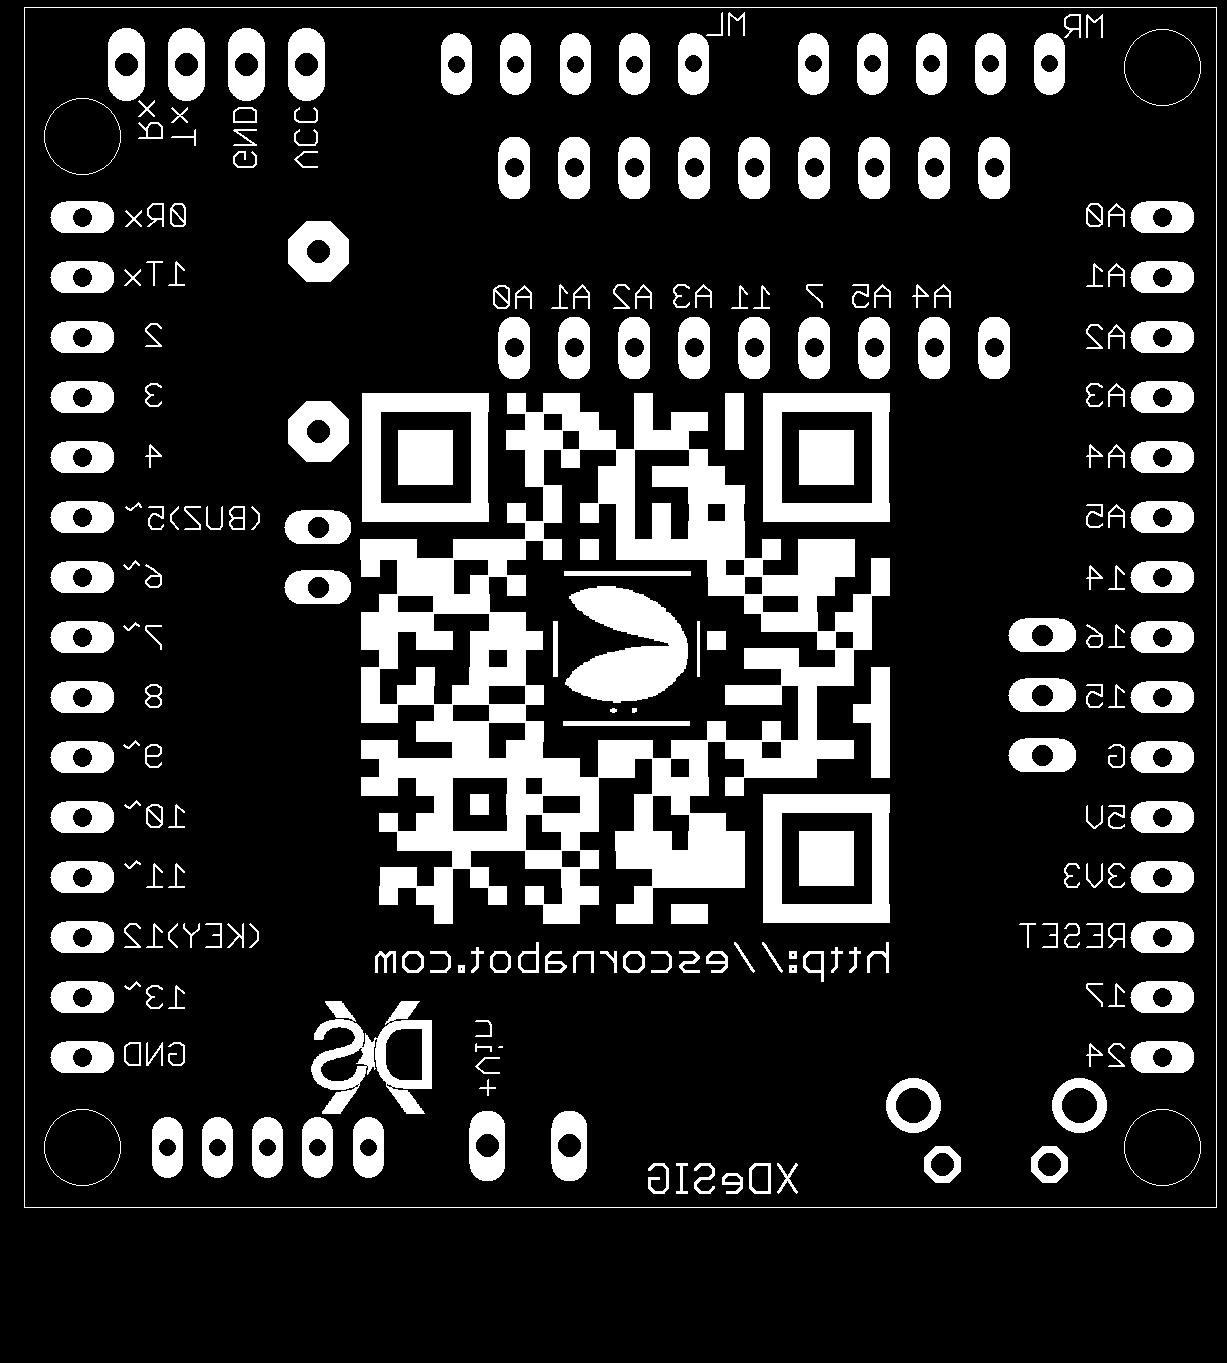 ML
MR
Rx
Tx
GND
VCC
0Rx
1Tx
2
3
4
(BUZ)5~
6~
7~
8
9~
10~
11~
(KEY)12
13~
GND
A0 A1 A2 A3 11 7 A5 A4
A0
A1
A2
A3
A4
A5
14
16
15
G
5V
3V3
RESET
17
24
http://escornabot.com
XDS
+Vin
XDeSIG